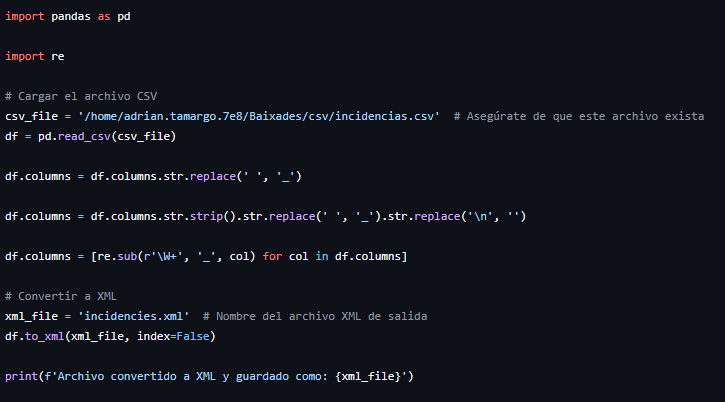 import pandas as pd
import re
# Cargar el archivo CSV
csv_file = '/home/adrian.tamargo.7e8/Baixades/csv/incidencias.csv'  # Asegúrate de que este archivo exista
df = pd.read_csv(csv_file)
df.columns = df.columns.str.replace(' ', '_')
df.columns = df.columns.str.strip().str.replace(' ', '_').str.replace('\n', '')
df.columns = [re.sub(r'\W+', '_', col) for col in df.columns]
# Convertir a XML
xml_file = 'incidencies.xml'  # Nombre del archivo XML de salida
df.to_xml(xml_file, index=False)
print(f'Archivo convertido a XML y guardado como: {xml_file}')